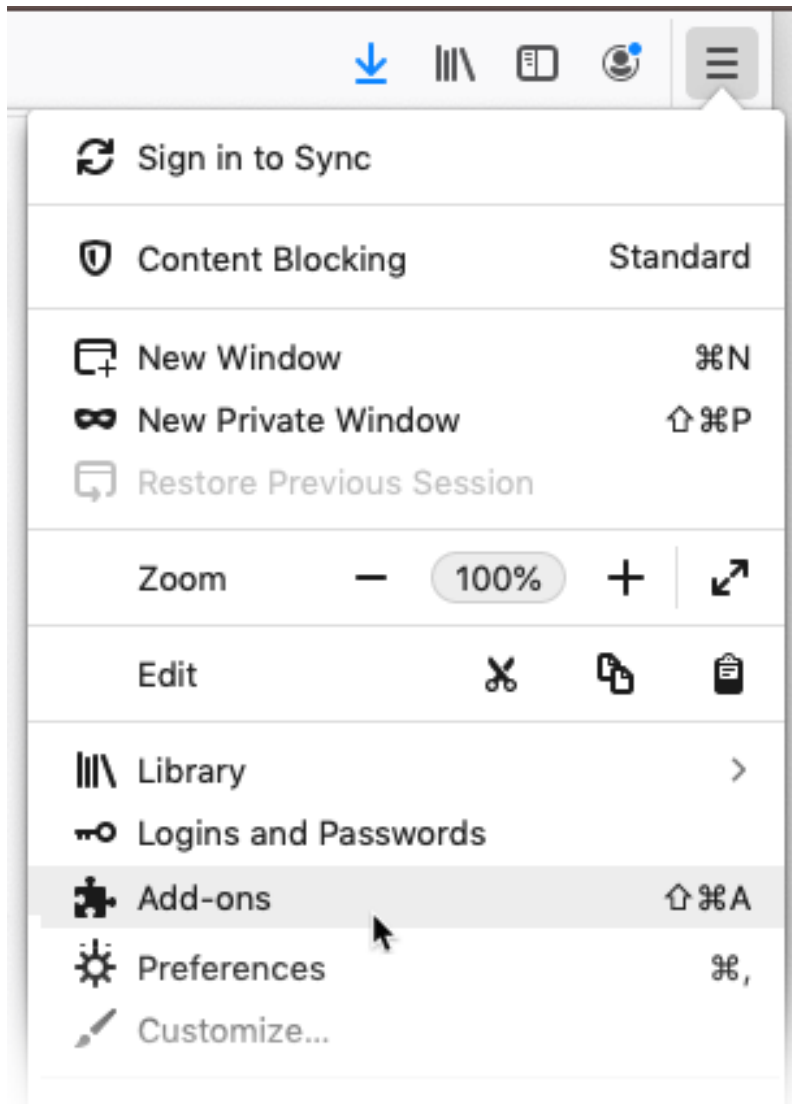 Sign in to Sync
Content Blocking Standard
New Window ⌘N
New Private Window ⇧⌘P
Restore Previous Session
Zoom − 100% +
Edit
Library >
Logins and Passwords
Add-ons ⇧⌘A
Preferences ⌘,
Customize...